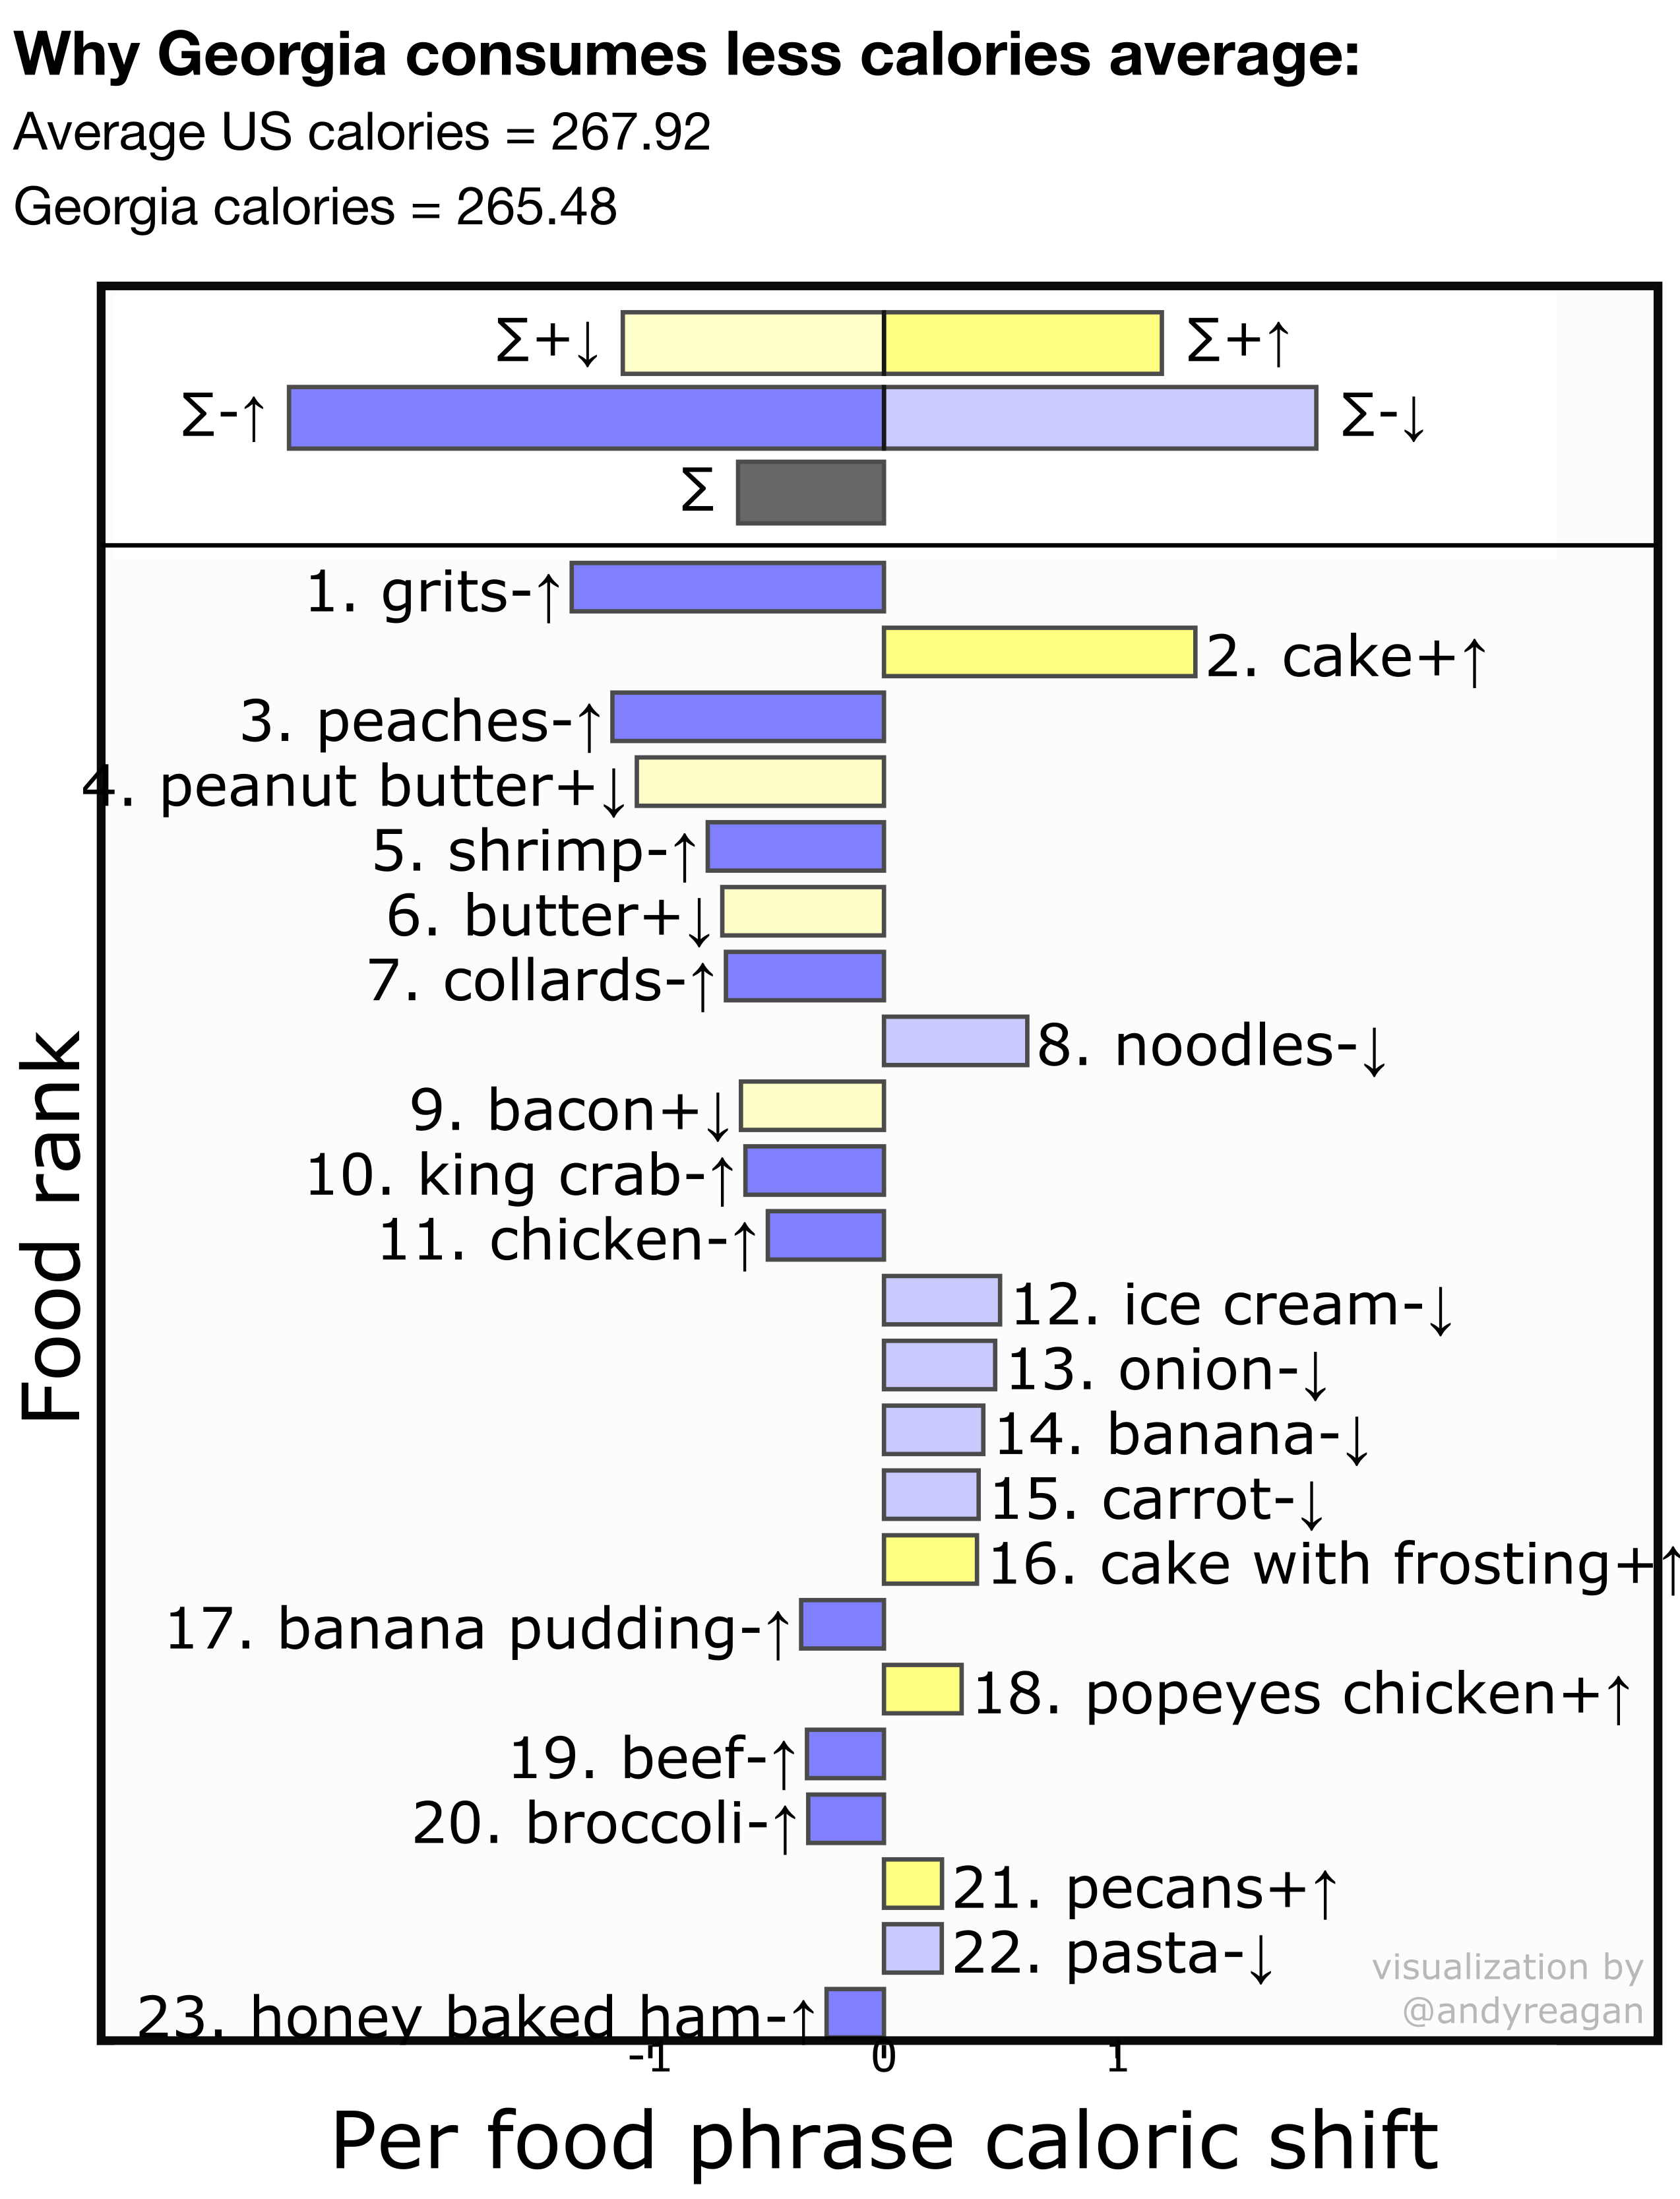 Why Georgia consumes less calories average:
Average US calories = 267.92
Georgia calories = 265.48
∑+↓ ∑+↑
∑-↑ ∑-↓
∑
1. grits-↑
2. cake+↑
3. peaches-↑
4. peanut butter+↓
5. shrimp-↑
6. butter+↓
7. collards-↑
8. noodles-↓
9. bacon+↓
10. king crab-↑
11. chicken-↑
12. ice cream-↓
13. onion-↓
14. banana-↓
15. carrot-↓
16. cake with frosting+↑
17. banana pudding-↑
18. popeyes chicken+↑
19. beef-↑
20. broccoli-↑
21. pecans+↑
22. pasta-↓
23. honey baked ham-↑
visualization by
@andyreagan
Food rank
-1 0 1
Per food phrase caloric shift